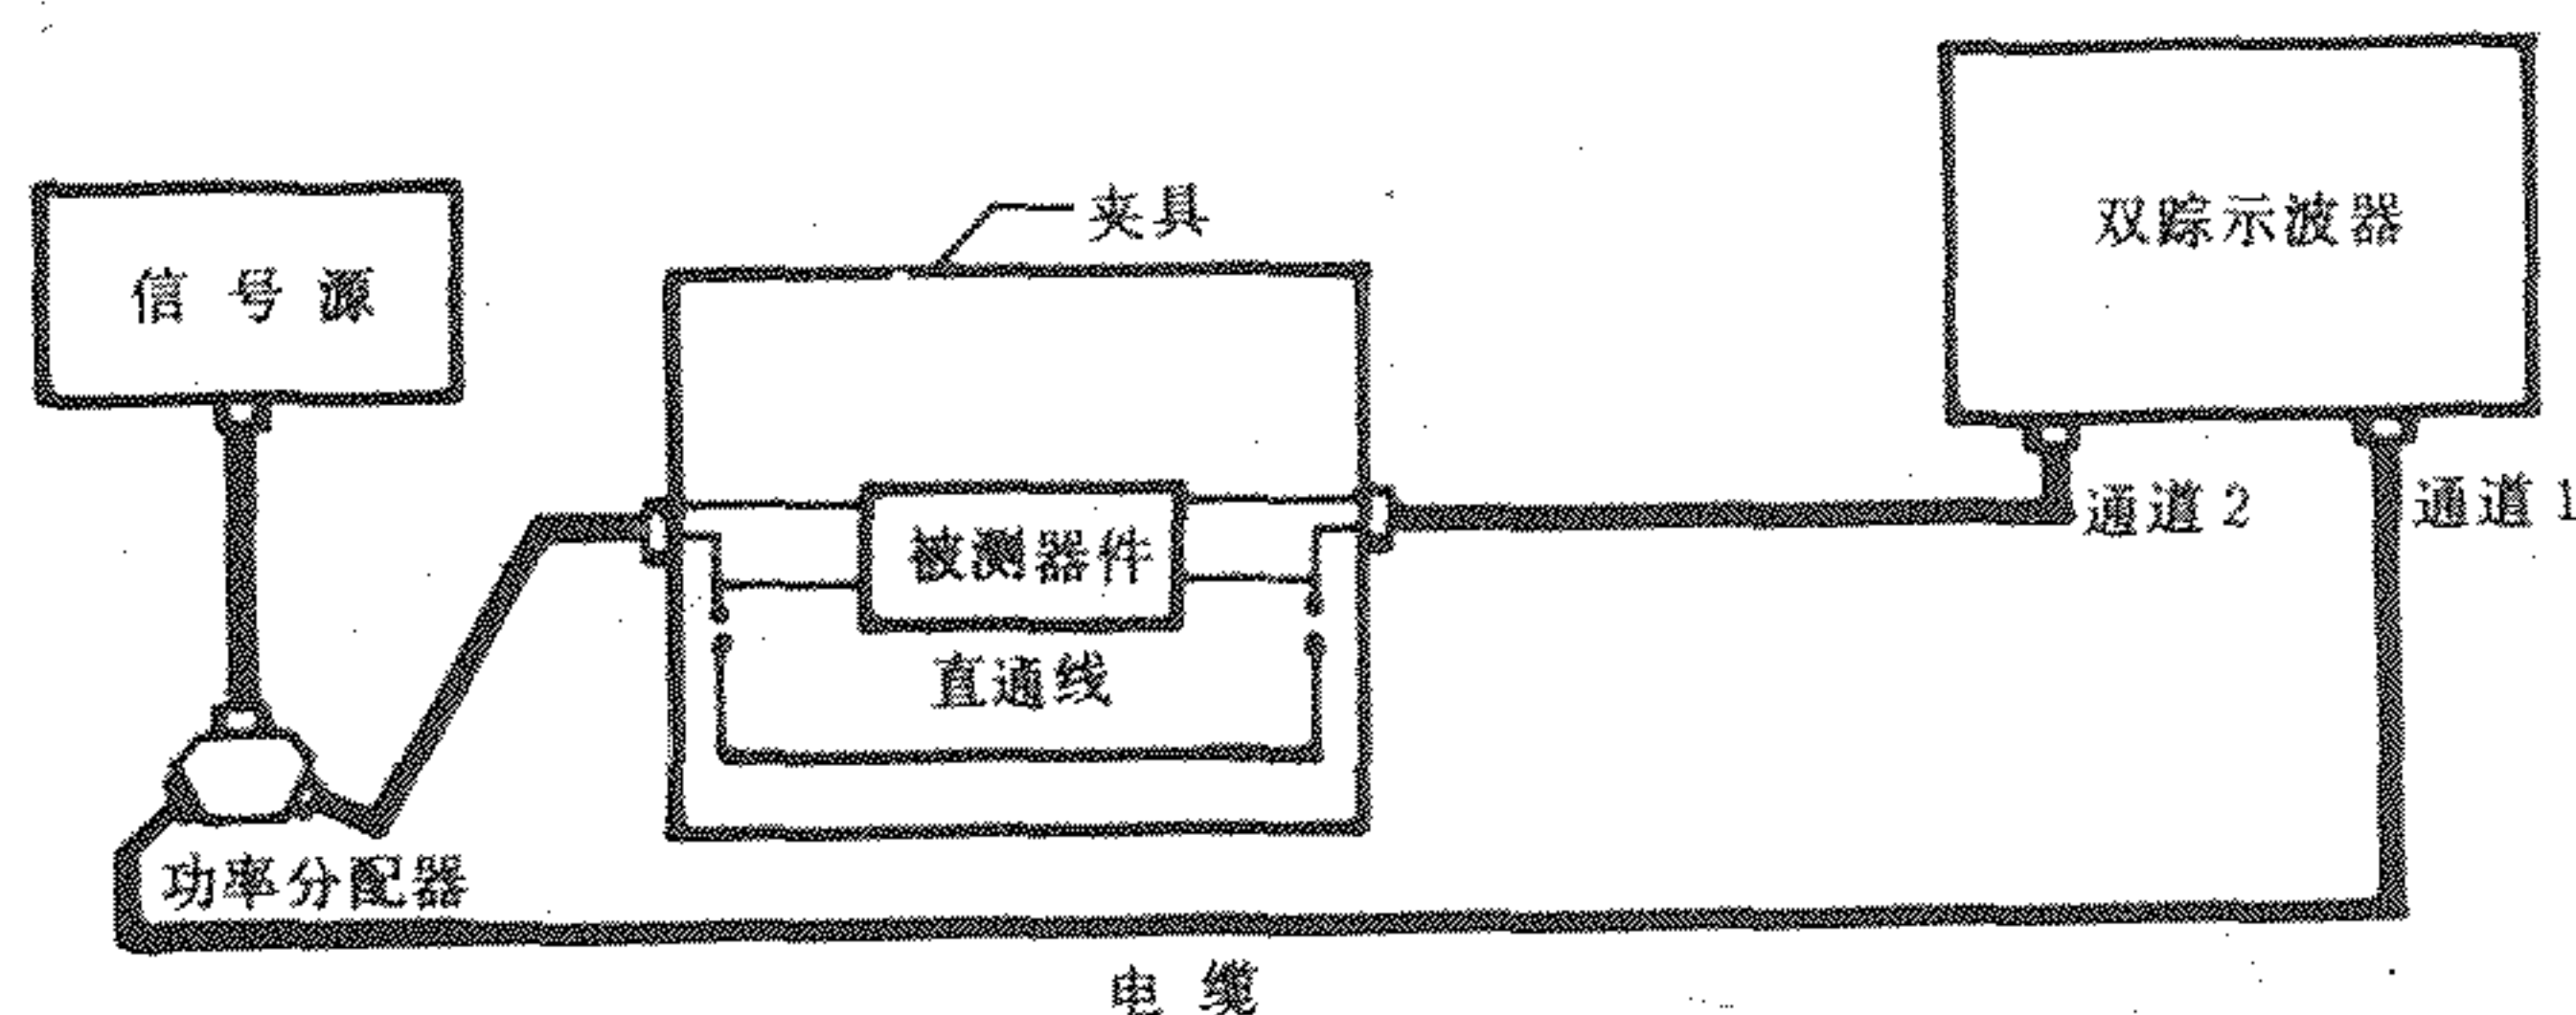 夹具
双踪示波器
信号源
通道2
通道1
被测器件
直通线
功率分配器
电缆